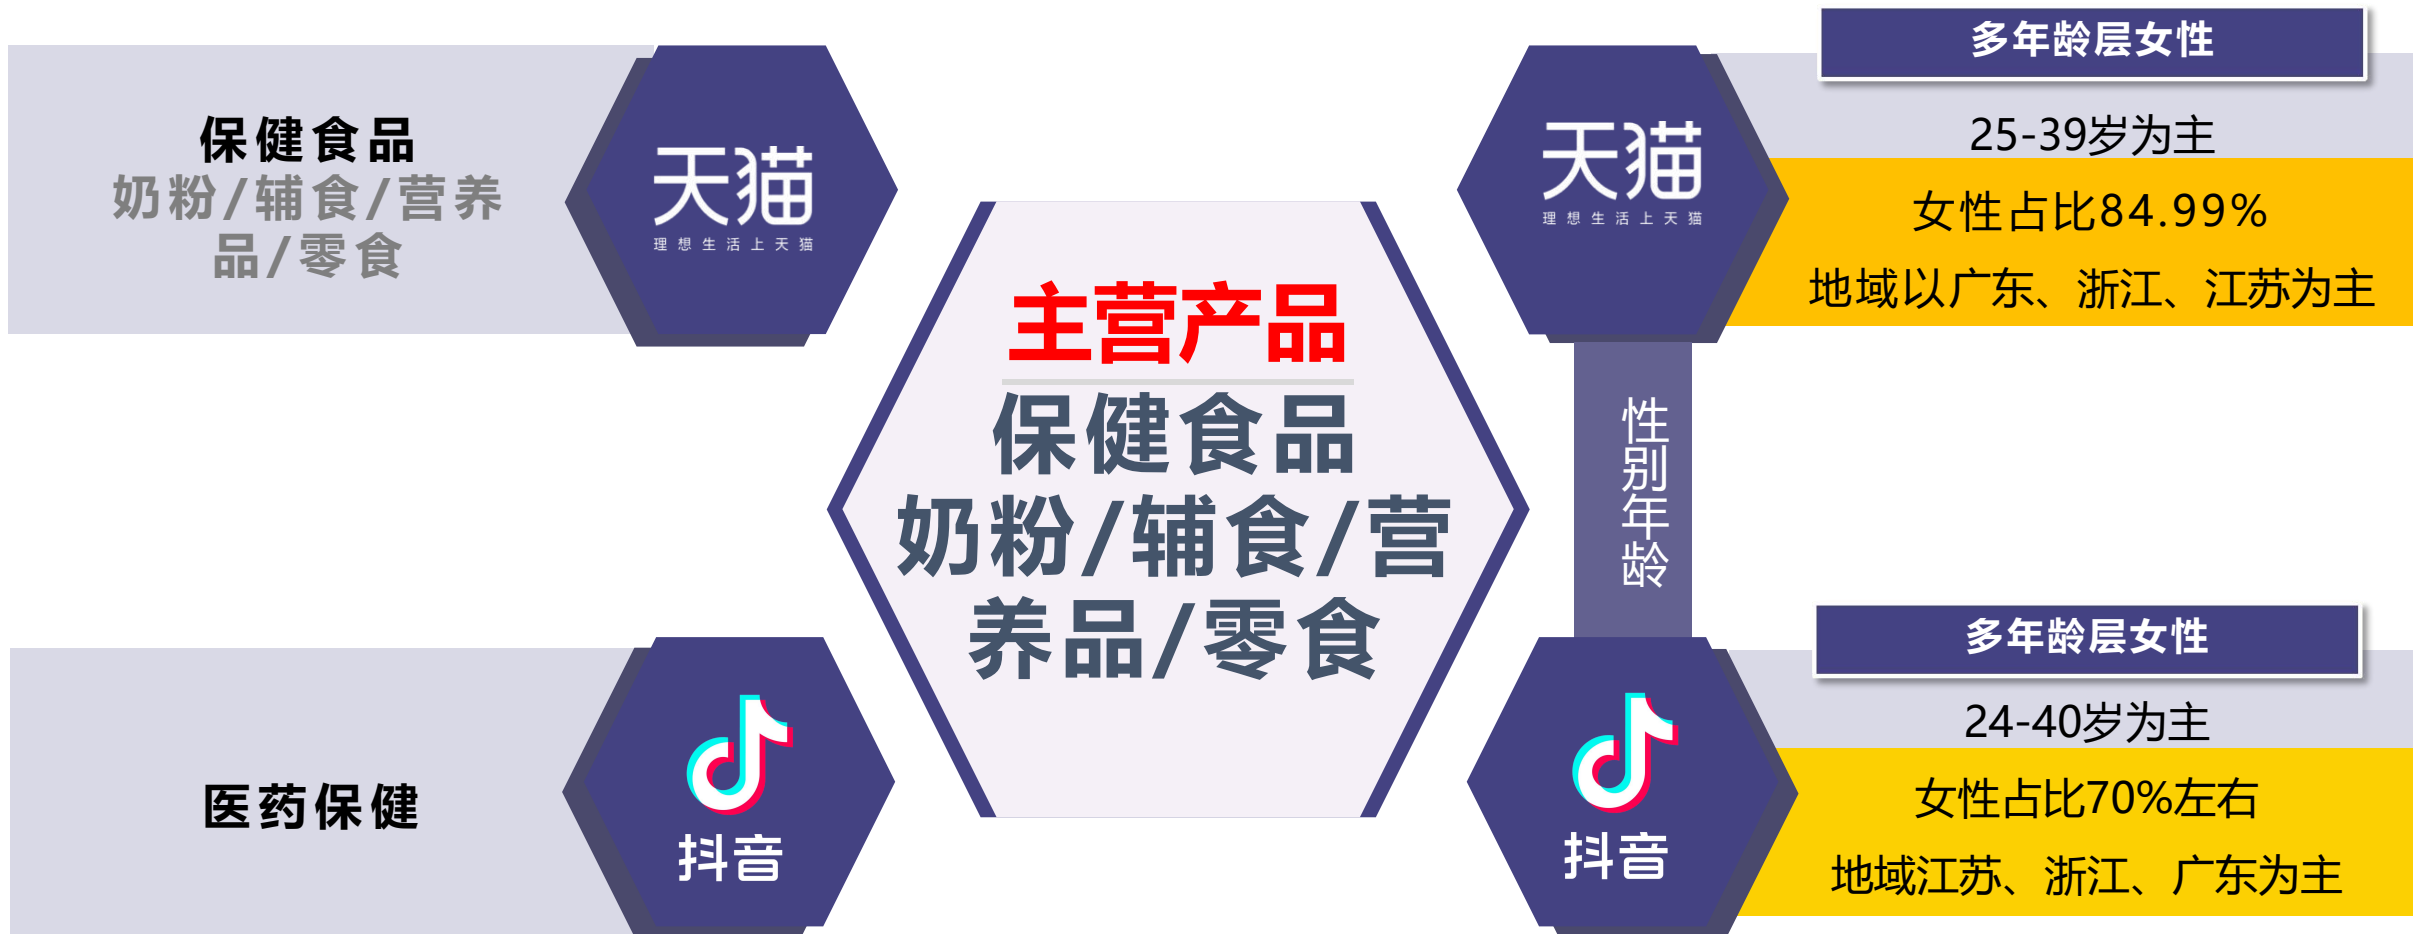 保健食品
奶粉/辅食/营养
品/零食
天猫
理想生活上天猫
医药保健
抖音
主营产品
保健食品
奶粉/辅食/营
养品/零食
天猫
理想生活上天猫
多年龄层女性
25-39岁为主
女性占比84.99%
地域以广东、浙江、江苏为主
性别年龄
抖音
多年龄层女性
24-40岁为主
女性占比70%左右
地域江苏、浙江、广东为主